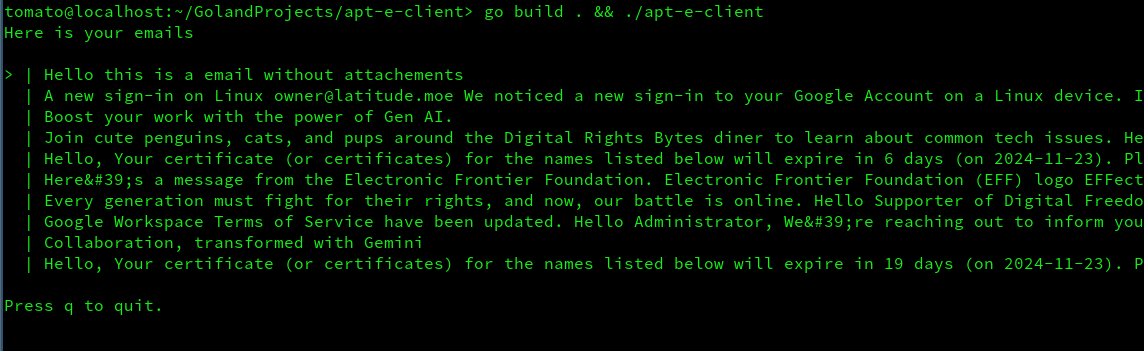 tomato@localhost:~/GolandProjects/apt-e-client> go build . && ./apt-e-client
Here is your emails
> | Hello this is a email without attachements
| A new sign-in on Linux owner@latitude.moe We noticed a new sign-in to your Google Account on a Linux device. I
| Boost your work with the power of Gen AI.
| Join cute penguins, cats, and pups around the Digital Rights Bytes diner to learn about common tech issues. He
| Hello, Your certificate (or certificates) for the names listed below will expire in 6 days (on 2024-11-23). Pl
| Here&#39;s a message from the Electronic Frontier Foundation. Electronic Frontier Foundation (EFF) logo EFFect
| Every generation must fight for their rights, and now, our battle is online. Hello Supporter of Digital Freedo
| Google Workspace Terms of Service have been updated. Hello Administrator, We&#39;re reaching out to inform you
| Collaboration, transformed with Gemini
| Hello, Your certificate (or certificates) for the names listed below will expire in 19 days (on 2024-11-23). P
Press q to quit.